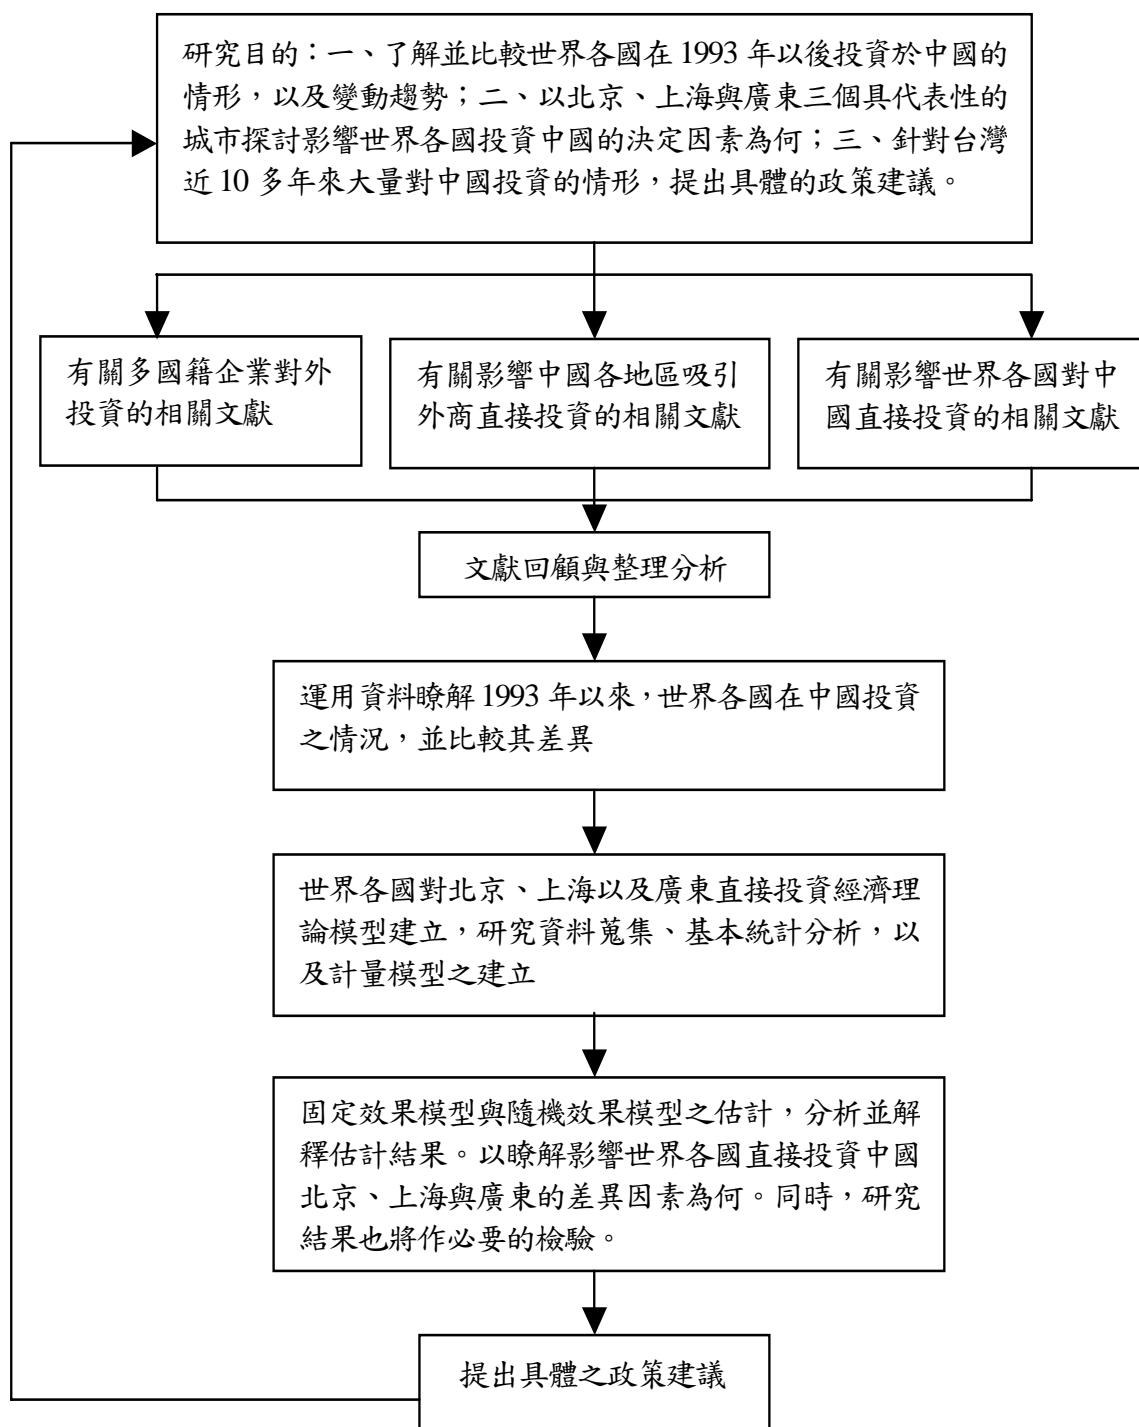 研究目的：一、了解並比較世界各國在 1993 年以後投資於中國的
情形，以及變動趨勢；二、以北京、上海與廣東三個具代表性的
城市探討影響世界各國投資中國的決定因素為何；三、針對台灣
近 10 多年來大量對中國投資的情形，提出具體的政策建議。
有關多國籍企業對外
投資的相關文獻
有關影響中國各地區吸引
外商直接投資的相關文獻
有關影響世界各國對中
國直接投資的相關文獻
文獻回顧與整理分析
運用資料瞭解 1993 年以來，世界各國在中國投資
之情況，並比較其差異
世界各國對北京、上海以及廣東直接投資經濟理
論模型建立，研究資料蒐集、基本統計分析，以
及計量模型之建立
固定效果模型與隨機效果模型之估計，分析並解
釋估計結果。以瞭解影響世界各國直接投資中國
北京、上海與廣東的差異因素為何。同時，研究
結果也將作必要的檢驗。
提出具體之政策建議